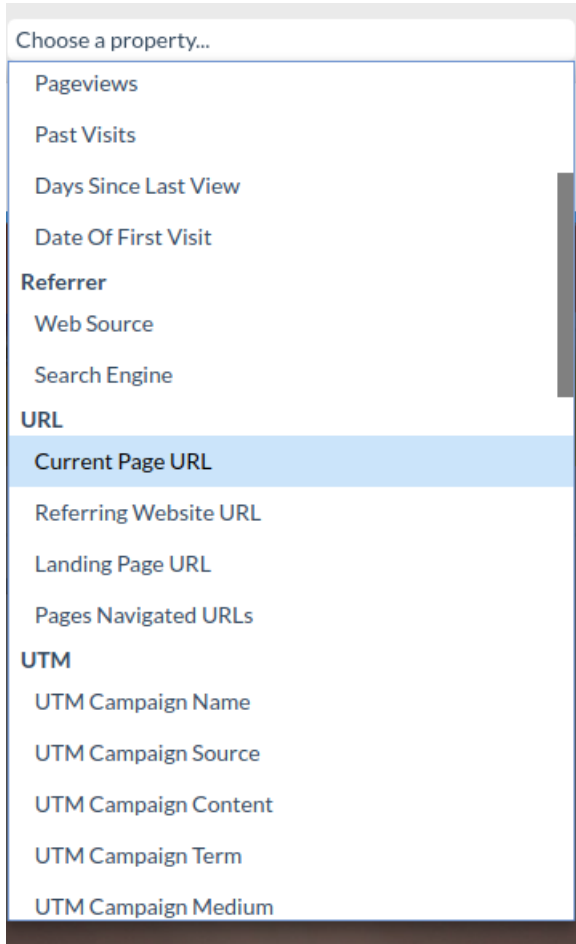 Choose a property...
Pageviews
Past Visits
Days Since Last View
Date Of First Visit
Referrer
Web Source
Search Engine
URL
Current Page URL
Referring Website URL
Landing Page URL
Pages Navigated URLs
UTM
UTM Campaign Name
UTM Campaign Source
UTM Campaign Content
UTM Campaign Term
UTM Campaign Medium